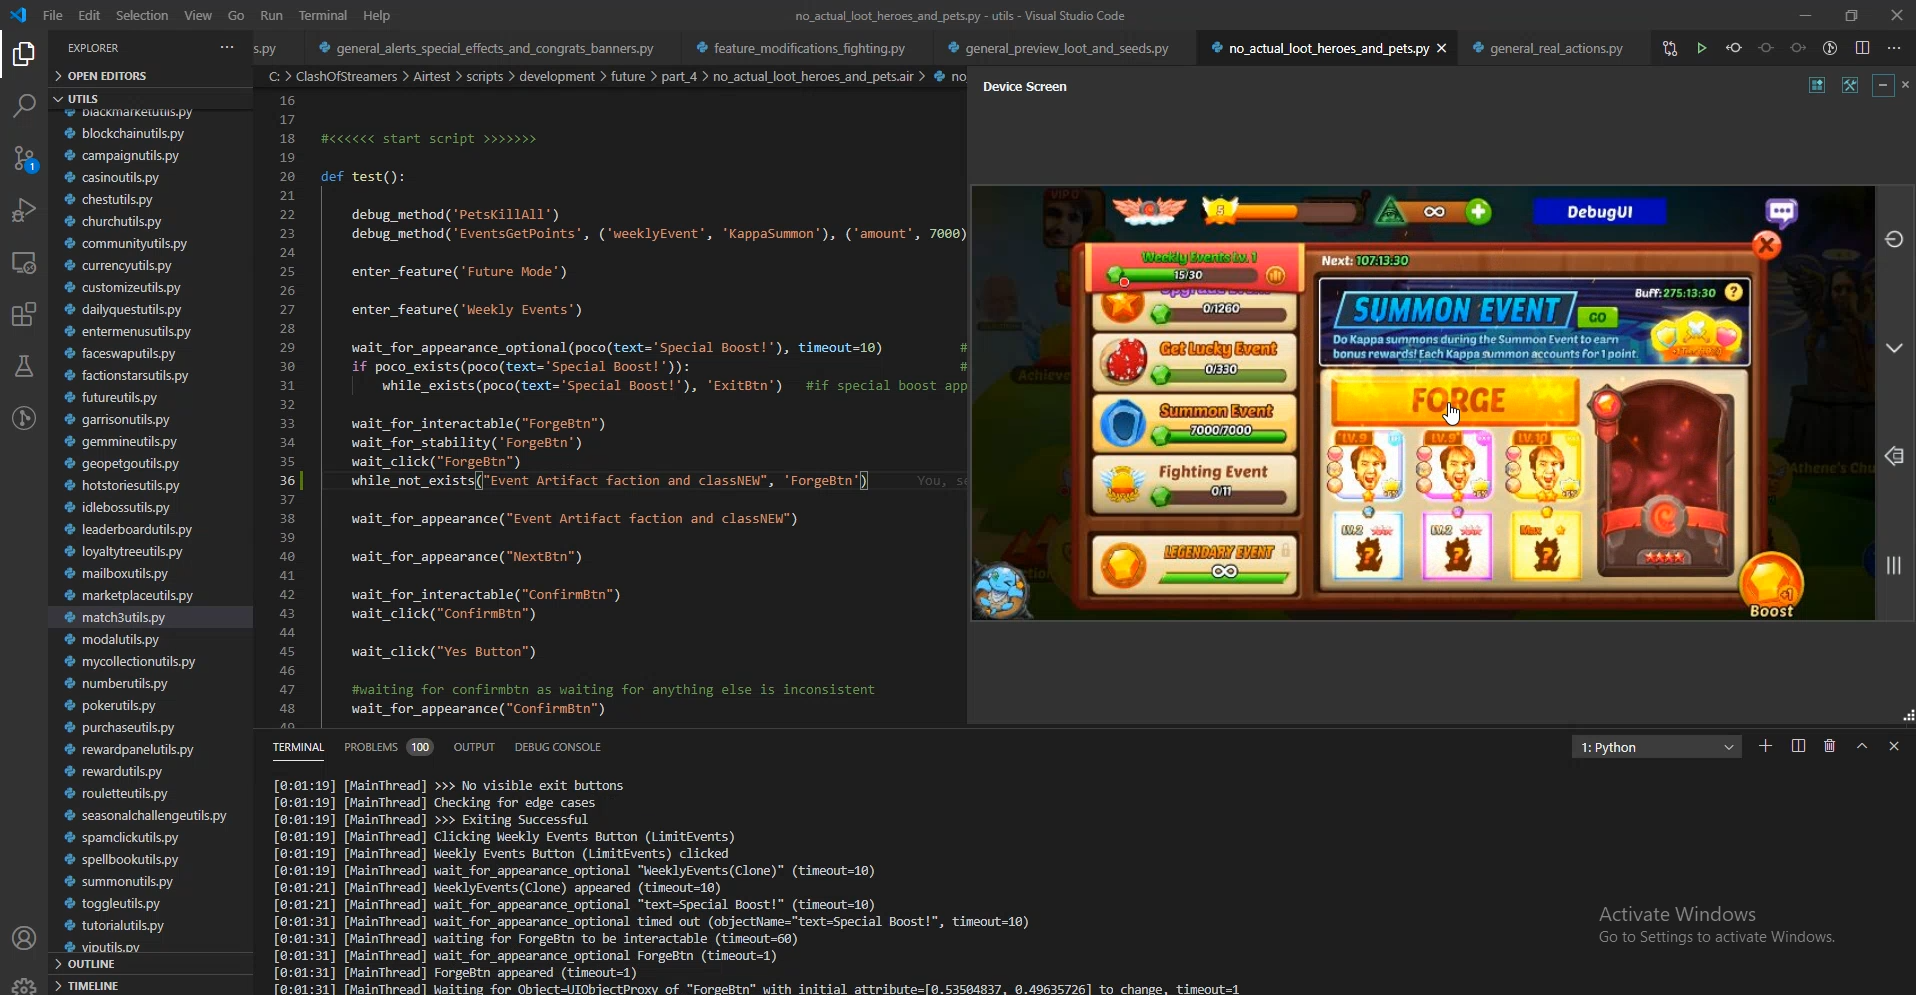 File Edit Selection View Go Run Terminal Help
no_actual_loot_heroes_and_pets.py - utils - Visual Studio Code
EXPLORER
s.py
general_alerts_special_effects_and_congrats_banners.py
feature_modifications_fighting.py
general_preview_loot_and_seeds.py
no_actual_loot_heroes_and_pets.py
general_real_actions.py
OPEN EDITORS
UTILS
blackmarketutils.py
blockchainutils.py
campaignutils.py
casinoutils.py
chestutils.py
churchutils.py
communityutils.py
currencyutils.py
customizeutils.py
dailyquestutils.py
entermenusutils.py
faceswaputils.py
factionstarsutils.py
futureutils.py
garrisonutils.py
gemmineutils.py
geopetgoutils.py
hotstoriesutils.py
idlebossutils.py
leaderboardutils.py
loyaltytreeutils.py
mailboxutils.py
marketplaceutils.py
match3utils.py
modalutils.py
mycollectionutils.py
numberutils.py
pokerutils.py
purchaseutils.py
rewardpanelutils.py
rewardutils.py
rouletteutils.py
seasonalchallengeutils.py
spamclickutils.py
spellbookutils.py
summonutils.py
toggleutils.py
tutorialutils.py
viputils.py
OUTLINE
TIMELINE
1
C: > ClashOfStreamers > Airtest > scripts > development > future > part_4 > no_actual_loot_heroes_and_pets.air > no
16
17
18 #<<<<<< start script >>>>>>>
19
20 def test():
21
22 debug_method('PetsKillAll')
23 debug_method('EventsGetPoints', ('weeklyEvent', 'KappaSummon'), ('amount', 7000)
24
25 enter_feature('Future Mode')
26
27 enter_feature('Weekly Events')
28
29 wait_for_appearance_optional(poco(text='Special Boost!'), timeout=10) #
30 if poco_exists(poco(text='Special Boost!')): #
31 while_exists(poco(text='Special Boost!'), 'ExitBtn') #if special boost app
32
33 wait_for_interactable("ForgeBtn")
34 wait_for_stability('ForgeBtn')
35 wait_click("ForgeBtn")
36 while_not_exists("Event Artifact faction and classNEW", 'ForgeBtn') You, se
37
38 wait_for_appearance("Event Artifact faction and classNEW")
39
40 wait_for_appearance("NextBtn")
41
42 wait_for_interactable("ConfirmBtn")
43 wait_click("ConfirmBtn")
44
45 wait_click("Yes Button")
46
47 #waiting for confirmbtn as waiting for anything else is inconsistent
48 wait_for_appearance("ConfirmBtn")
49
Device Screen
VIP 0
5
∞
DebugUI
Weekly Events Lv. 1
15/30
Next: 107:13:30
Upgrade Event
0/1260
Get Lucky Event
0/330
Summon Event
7000/7000
Fighting Event
0/11
LEGENDARY EVENT
∞
SUMMON EVENT
GO
Buff: 275:13:30 ?
Do Kappa summons during the Summon Event to earn
bonus rewards! Each Kappa summon accounts for 1 point.
FORGE
LV. 9 LV. 9 LV. 10
LV. 2 LV. 2 Max
? ? ?
+1
Boost
Achieve
Athene's Chu
TERMINAL PROBLEMS 100 OUTPUT DEBUG CONSOLE
1: Python
[0:01:19] [MainThread] >>> No visible exit buttons
[0:01:19] [MainThread] Checking for edge cases
[0:01:19] [MainThread] >>> Exiting Successful
[0:01:19] [MainThread] Clicking Weekly Events Button (LimitEvents)
[0:01:19] [MainThread] Weekly Events Button (LimitEvents) clicked
[0:01:19] [MainThread] wait_for_appearance_optional "WeeklyEvents(Clone)" (timeout=10)
[0:01:21] [MainThread] WeeklyEvents(Clone) appeared (timeout=10)
[0:01:21] [MainThread] wait_for_appearance_optional "text=Special Boost!" (timeout=10)
[0:01:31] [MainThread] wait_for_appearance_optional timed out (objectName="text=Special Boost!", timeout=10)
[0:01:31] [MainThread] waiting for ForgeBtn to be interactable (timeout=60)
[0:01:31] [MainThread] wait_for_appearance_optional ForgeBtn (timeout=1)
[0:01:31] [MainThread] ForgeBtn appeared (timeout=1)
[0:01:31] [MainThread] Waiting for Object=UIObjectProxy of "ForgeBtn" with initial attribute=[0.53504837, 0.49635726] to change, timeout=1
Activate Windows
Go to Settings to activate Windows.